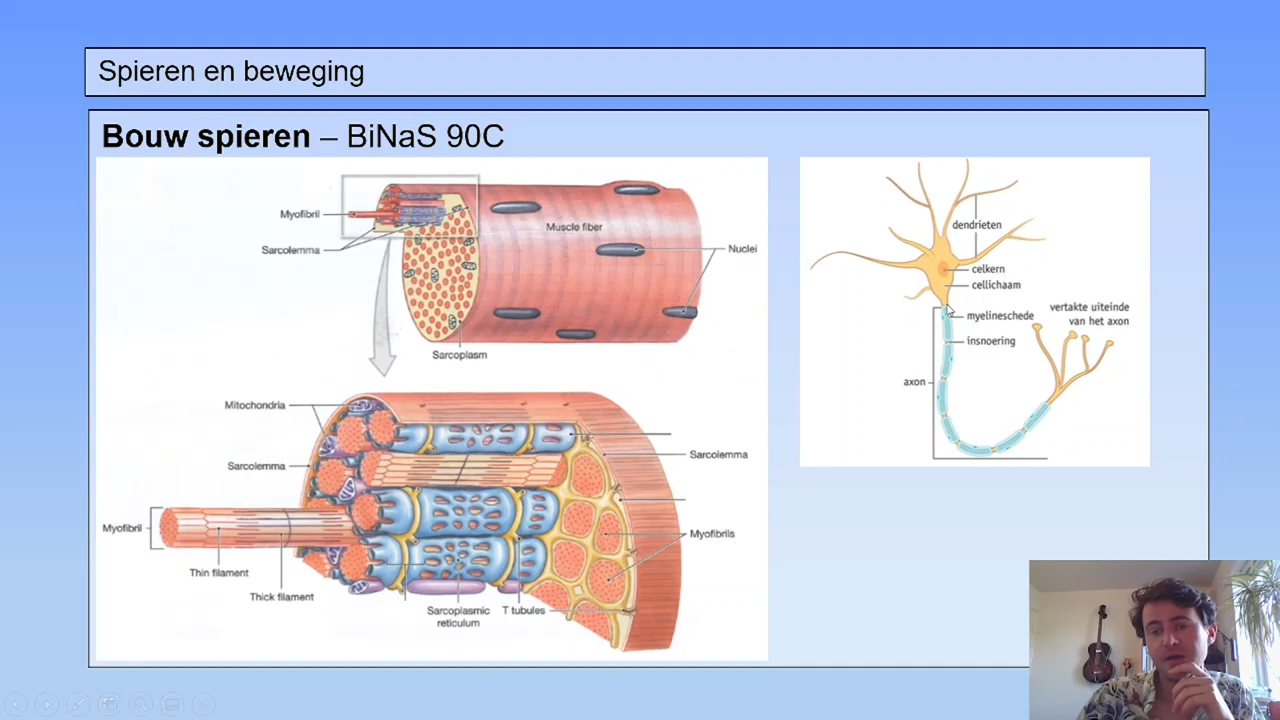 Spieren en beweging
Bouw spieren – BiNaS 90C
Myofibril
Sarcolemma
Muscle fiber
Nuclei
Sarcoplasm
Mitochondria
Sarcolemma
Sarcolemma
Myofibril
Myofibrils
Thin filament
Thick filament
Sarcoplasmic
reticulum
T tubules
dendrieten
celkern
cellichaam
myelineschede
vertakte uiteinde
van het axon
insnoering
axon